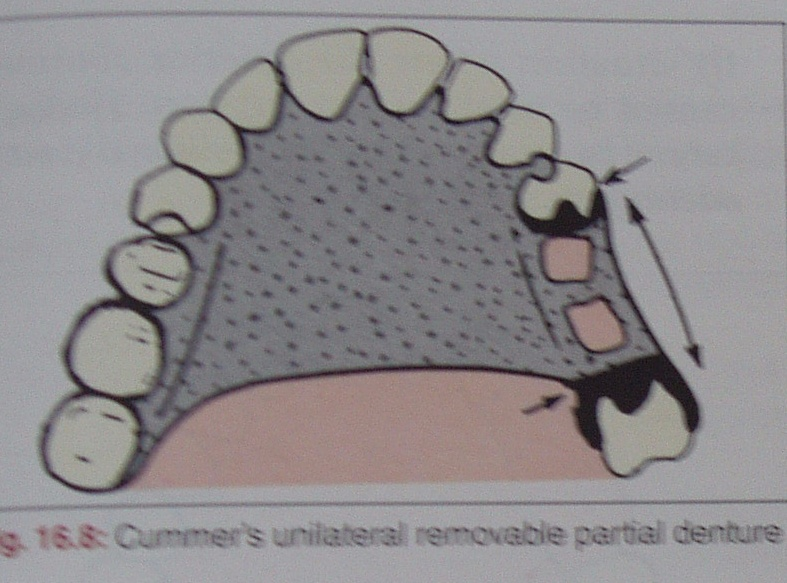 g. 16.8: Cummer's unilateral removable partial denture